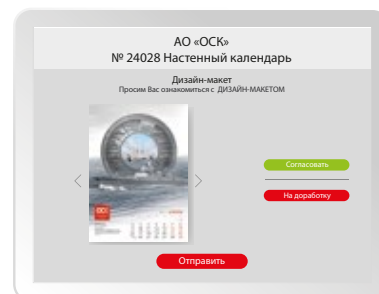 АО «ОСК»
№ 24028 Настенный календарь
Дизайн-макет
Просим Вас ознакомиться с ДИЗАЙН-МАКЕТОМ
Согласовать
На доработку
Отправить